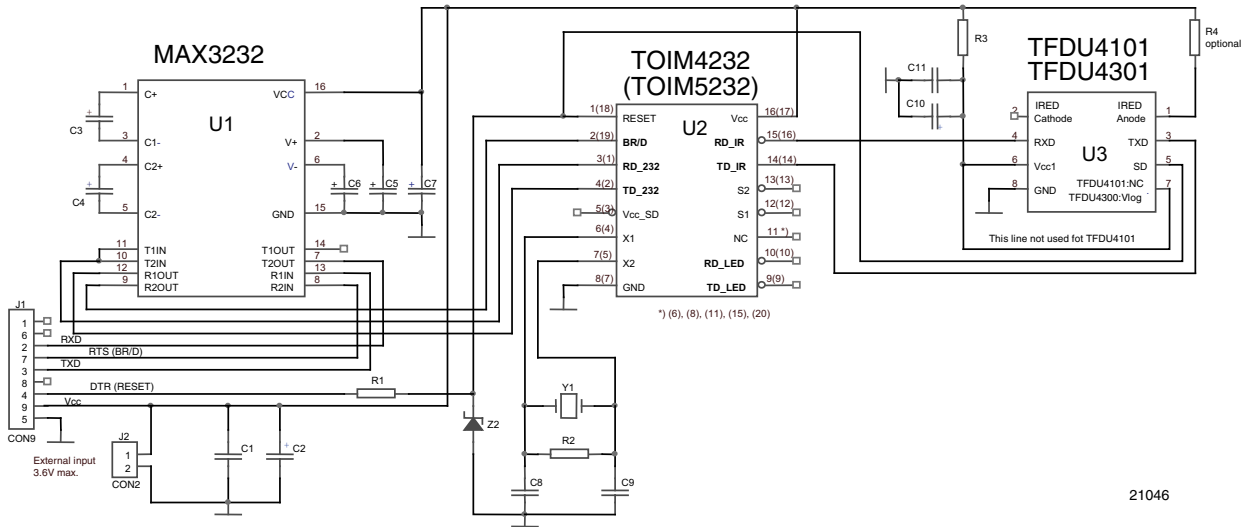 MAX3232
TOIM4232
(TOIM5232)
TFDU4101
TFDU4301
R3
R4
optional
C11
C10
1 C+ VCC 16
U1
C3
3 C1- V+ 2
4 C2+ V- 6
C4
C6 C5 C7
5 C2- GND 15
11 T1IN T1OUT 14
10 T2IN T2OUT 7
12 R1OUT R1IN 13
9 R2OUT R2IN 8
U2
1(18) RESET Vcc 16(17)
2(19) BR/D RD_IR 15(16)
3(1) RD_232 TD_IR 14(14)
4(2) TD_232 S2 13(13)
5(3) Vcc_SD S1 12(12)
6(4) X1 NC 11 *)
7(5) X2 RD_LED 10(10)
8(7) GND TD_LED 9(9)
*) (6), (8), (11), (15), (20)
2 IRED Cathode IRED Anode 1
4 RXD TXD 3
U3
6 Vcc1 SD 5
8 GND TFDU4101:NC 7
TFDU4300:Vlog
This line not used fot TFDU4101
J1
1
6
2 RXD
7 RTS (BR/D)
3 TXD
8
4 DTR (RESET)
9 Vcc
5
CON9
R1
Z2
Y1
R2
C8 C9
J2
1
2
CON2
C1 C2
External input
3.6V max.
21046